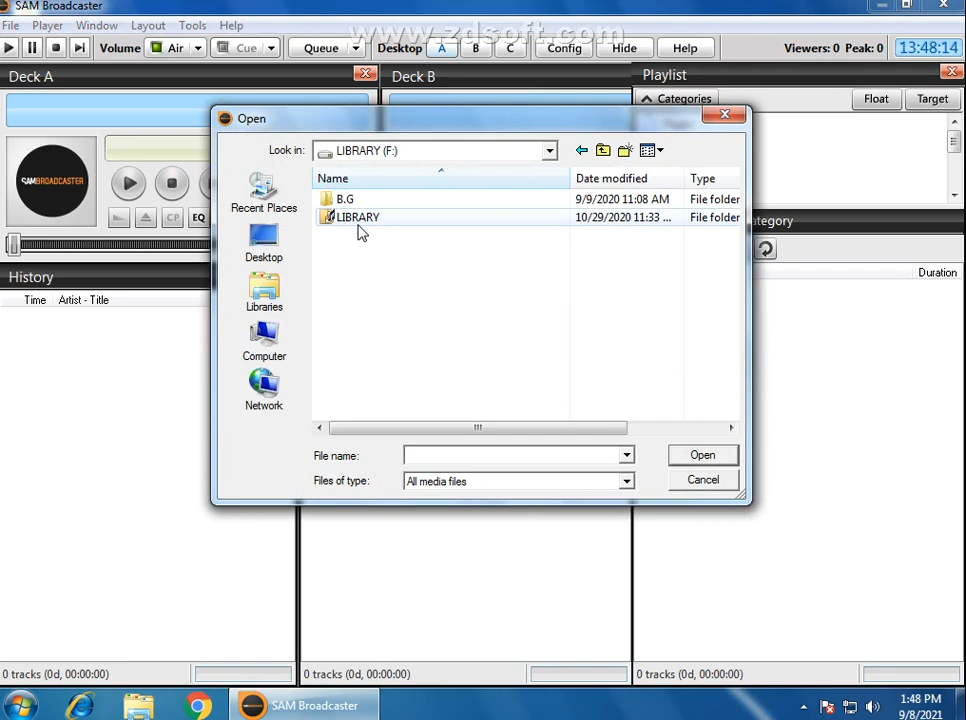 SAM Broadcaster
www.zdsoft.com
File Player Window Layout Tools Help
Volume Air Cue Queue Desktop A B C Config Hide Help Viewers: 0 Peak: 0 13:48:14
Deck A
Deck B
Playlist
Categories Float Target
SAMBROADCASTER
CP EQ
History
Time Artist - Title
ategory
Duration
Open
Look in: LIBRARY (F:)
Name Date modified Type
B.G 9/9/2020 11:08 AM File folder
LIBRARY 10/29/2020 11:33 ... File folder
Recent Places
Desktop
Libraries
Computer
Network
File name: Open
Files of type: All media files Cancel
0 tracks (0d, 00:00:00)
0 tracks (0d, 00:00:00)
0 tracks (0d, 00:00:00)
SAM Broadcaster
1:48 PM
9/8/2021